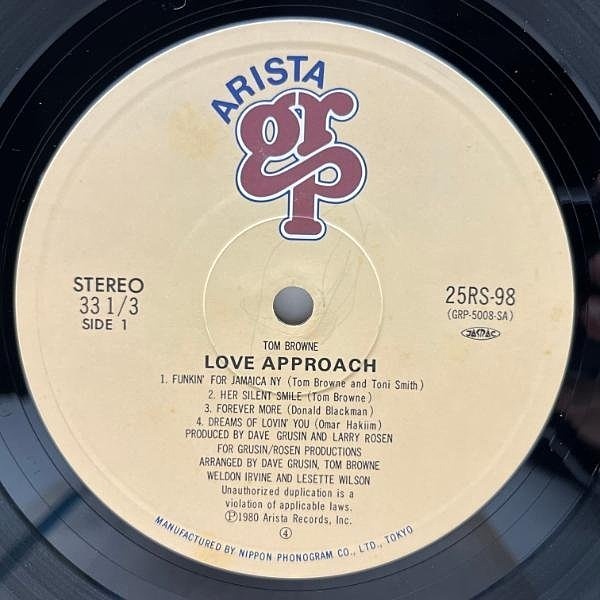 ARISTA
grp
STEREO
33 1/3
SIDE 1
25RS-98
(GRP-5008-SA)
JASRAC
TOM BROWNE
LOVE APPROACH
1. FUNKIN' FOR JAMAICA NY (Tom Browne and Toni Smith)
2. HER SILENT SMILE (Tom Browne)
3. FOREVER MORE (Donald Blackman)
4. DREAMS OF LOVIN' YOU (Omar Hakiim)
PRODUCED BY DAVE GRUSIN AND LARRY ROSEN
FOR GRUSIN/ROSEN PRODUCTIONS
ARRANGED BY DAVE GRUSIN, TOM BROWNE
WELDON IRVINE AND LESETTE WILSON
Unauthorized duplication is a
violation of applicable laws.
Ⓟ1980 Arista Records, Inc.
④
MANUFACTURED BY NIPPON PHONOGRAM CO., LTD., TOKYO